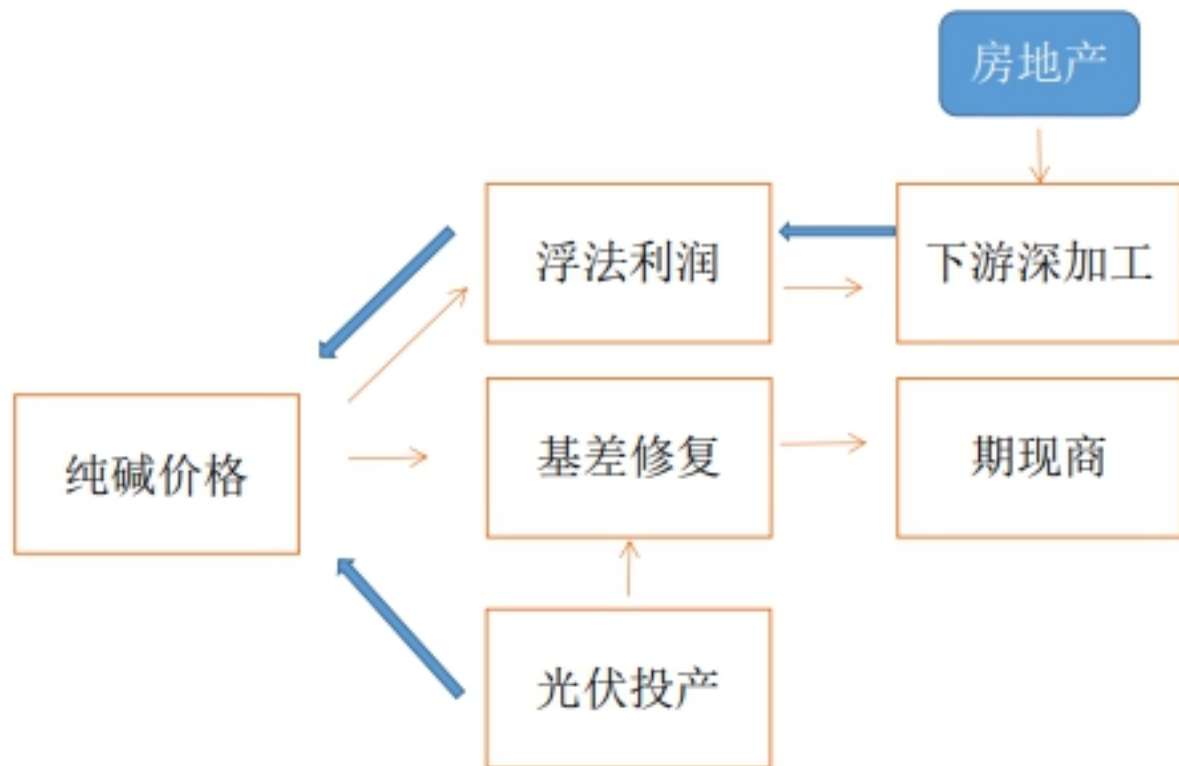 房地产
浮法利润
下游深加工
纯碱价格
基差修复
期现商
光伏投产